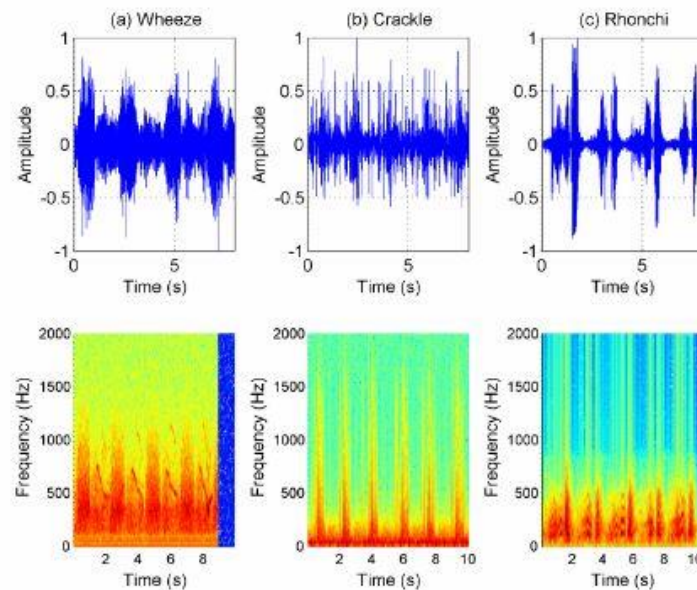 (a) Wheeze
(b) Crackle
(c) Rhonchi
Amplitude
1
0.5
0
-0.5
-1
0
5
Time (s)
Amplitude
1
0.5
0
-0.5
-1
0
5
Time (s)
Amplitude
1
0.5
0
-0.5
-1
0
5
Time (s)
Frequency (Hz)
2000
1500
1000
500
0
2 4 6 8
Time (s)
Frequency (Hz)
2000
1500
1000
500
0
2 4 6 8 10
Time (s)
Frequency (Hz)
2000
1500
1000
500
0
2 4 6 8
Time (s)